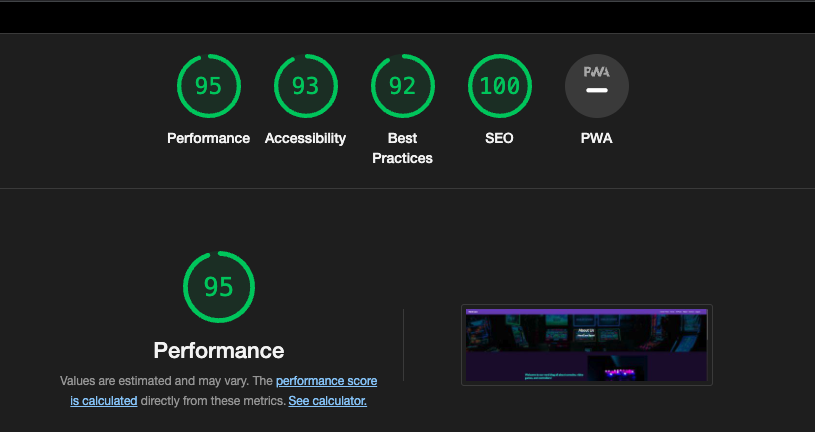 95 93 92 100 PWA
Performance Accessibility Best Practices SEO PWA
95
Performance
Values are estimated and may vary. The performance score
is calculated directly from these metrics. See calculator.
About Us